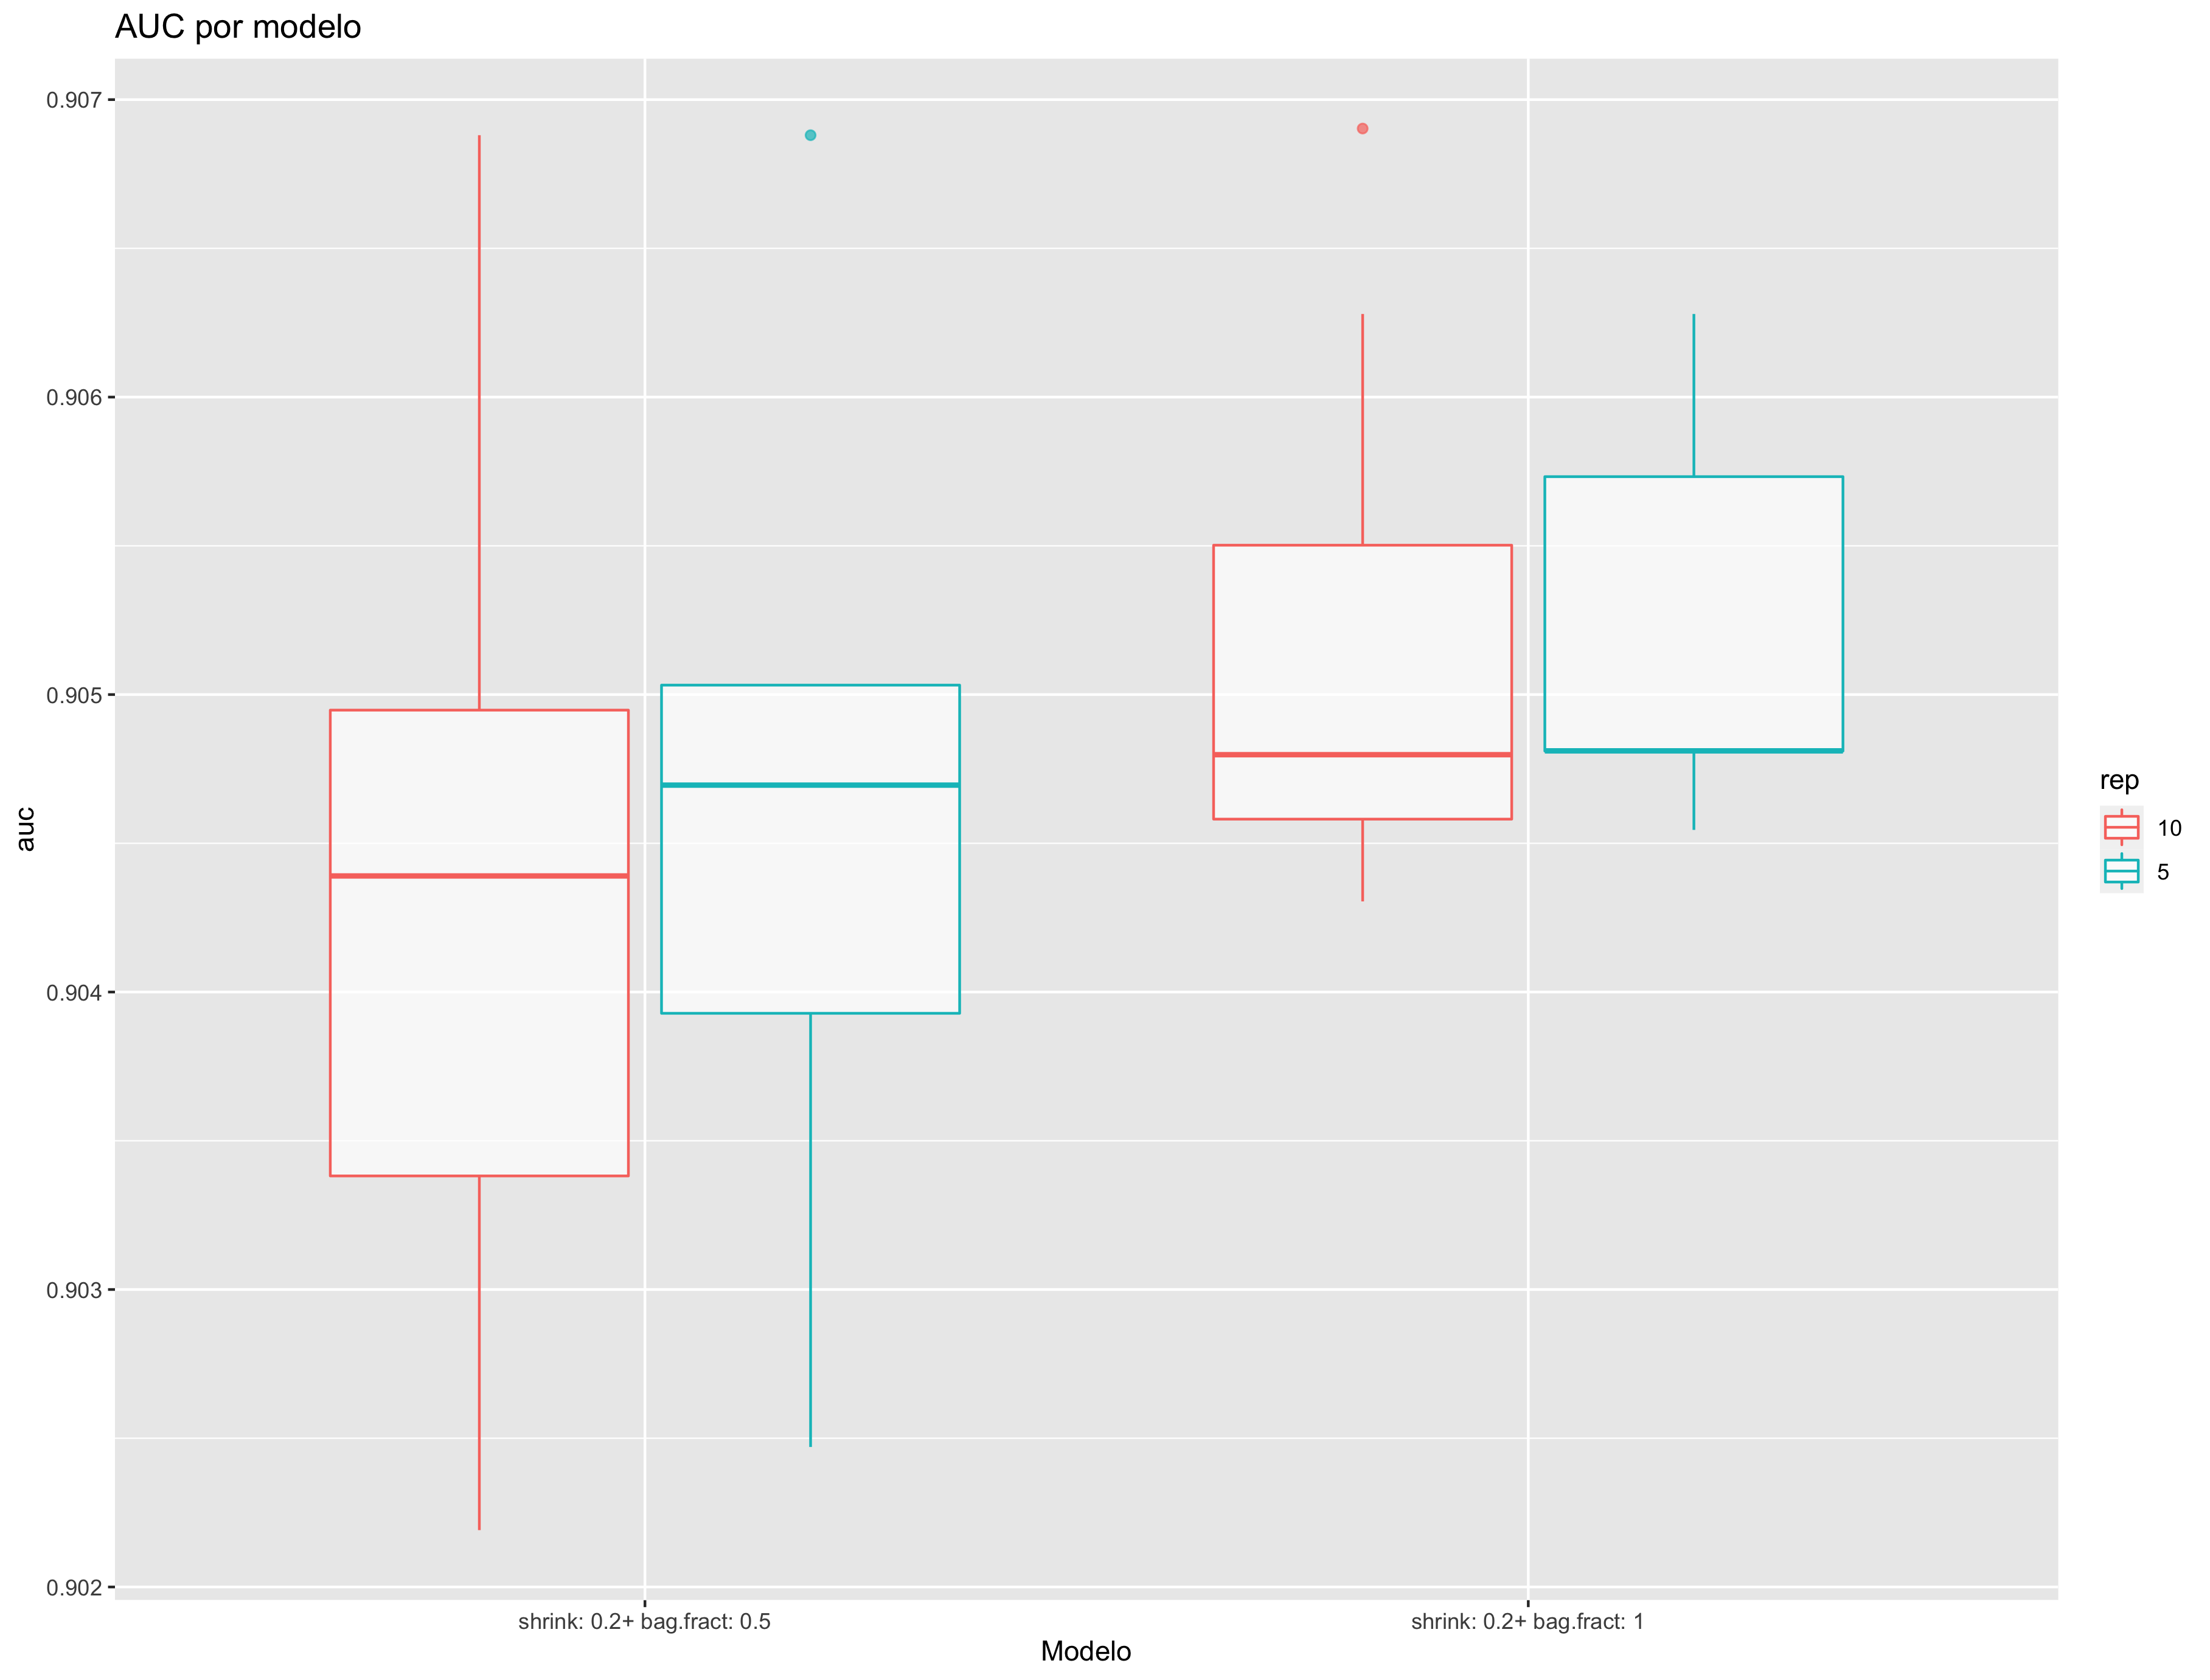 AUC por modelo
0.907
0.906
0.905
0.904
0.903
0.902
auc
shrink: 0.2+ bag.fract: 0.5
shrink: 0.2+ bag.fract: 1
Modelo
rep
10
5